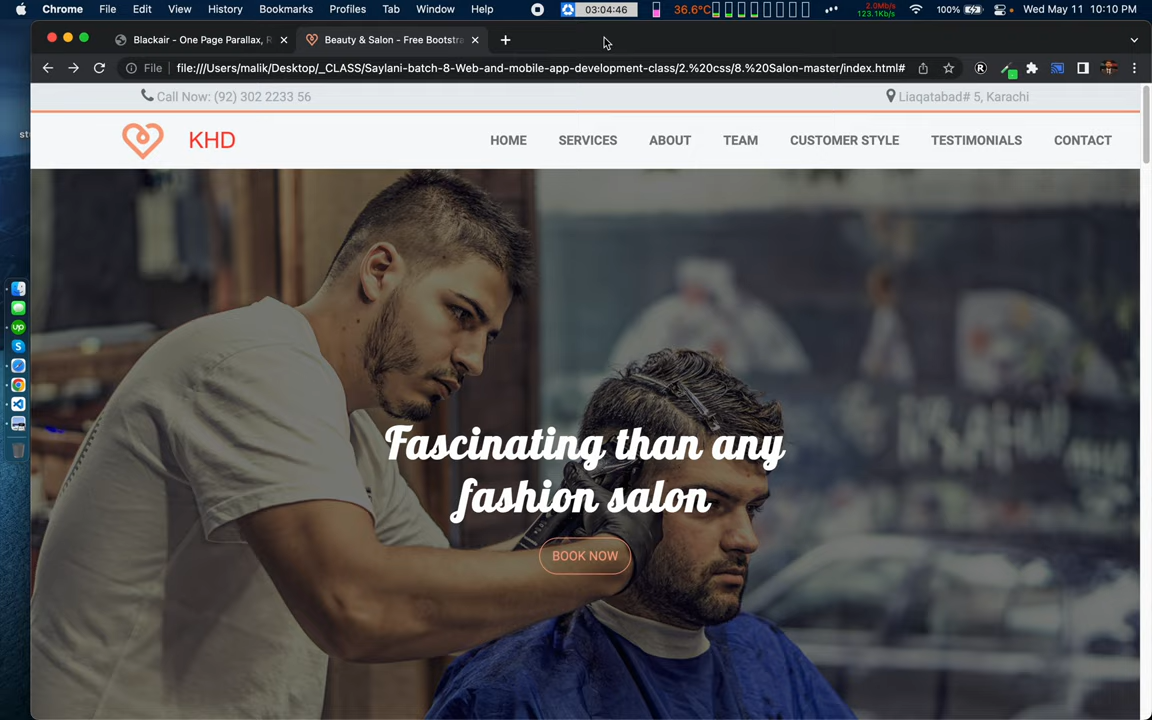 Chrome File Edit View History Bookmarks Profiles Tab Window Help 03:04:46 36.6°C 2.0Mb/s 123.1Kb/s 100% Wed May 11 10:10 PM
Blackair - One Page Parallax, R Beauty & Salon - Free Bootstra
File file:///Users/malik/Desktop/_CLASS/Saylani-batch-8-Web-and-mobile-app-development-class/2.%20css/8.%20Salon-master/index.html#
Call Now: (92) 302 2233 56 Liaqatabad# 5, Karachi
KHD HOME SERVICES ABOUT TEAM CUSTOMER STYLE TESTIMONIALS CONTACT
Fascinating than any
fashion salon
BOOK NOW